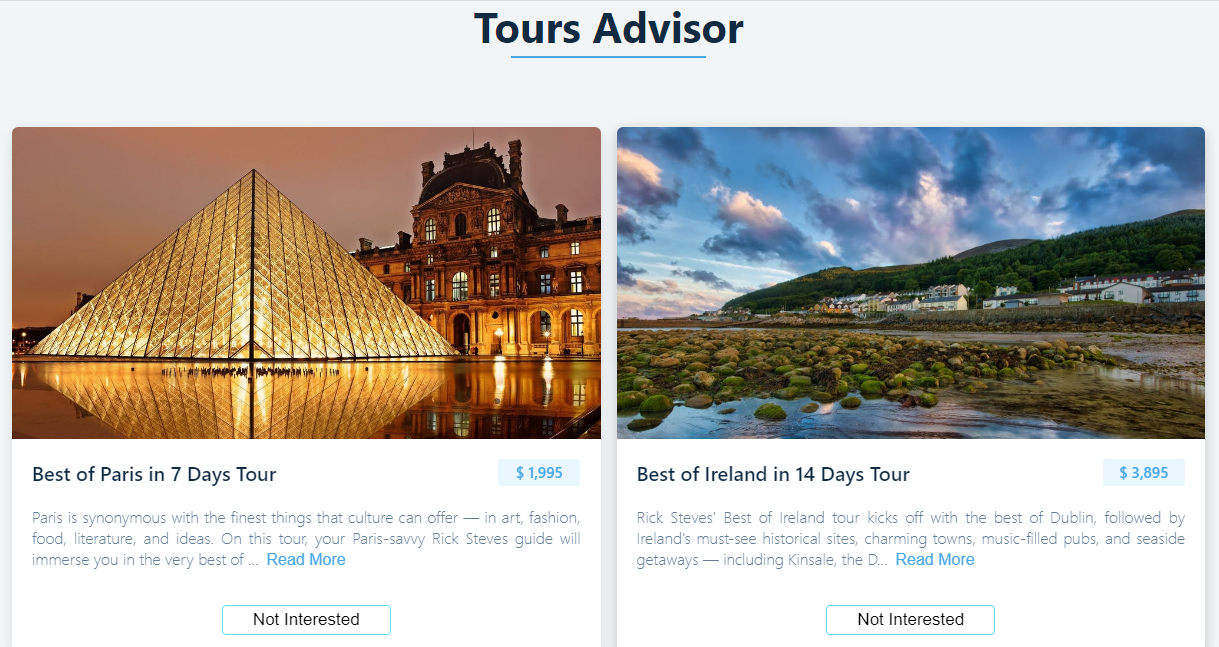 Tours Advisor
Best of Paris in 7 Days Tour
$ 1,995
Paris is synonymous with the finest things that culture can offer — in art, fashion,
food, literature, and ideas. On this tour, your Paris-savvy Rick Steves guide will
immerse you in the very best of ... Read More
Not Interested
Best of Ireland in 14 Days Tour
$ 3,895
Rick Steves' Best of Ireland tour kicks off with the best of Dublin, followed by
Ireland's must-see historical sites, charming towns, music-filled pubs, and seaside
getaways — including Kinsale, the D... Read More
Not Interested